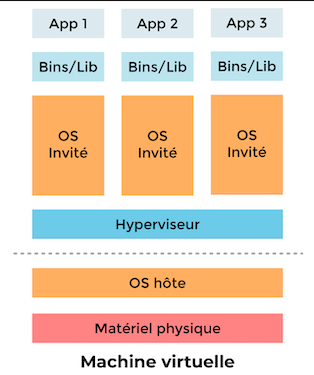 App 1 App 2 App 3
Bins/Lib Bins/Lib Bins/Lib
OS OS OS
Invité Invité Invité
Hyperviseur
OS hôte
Matériel physique
Machine virtuelle